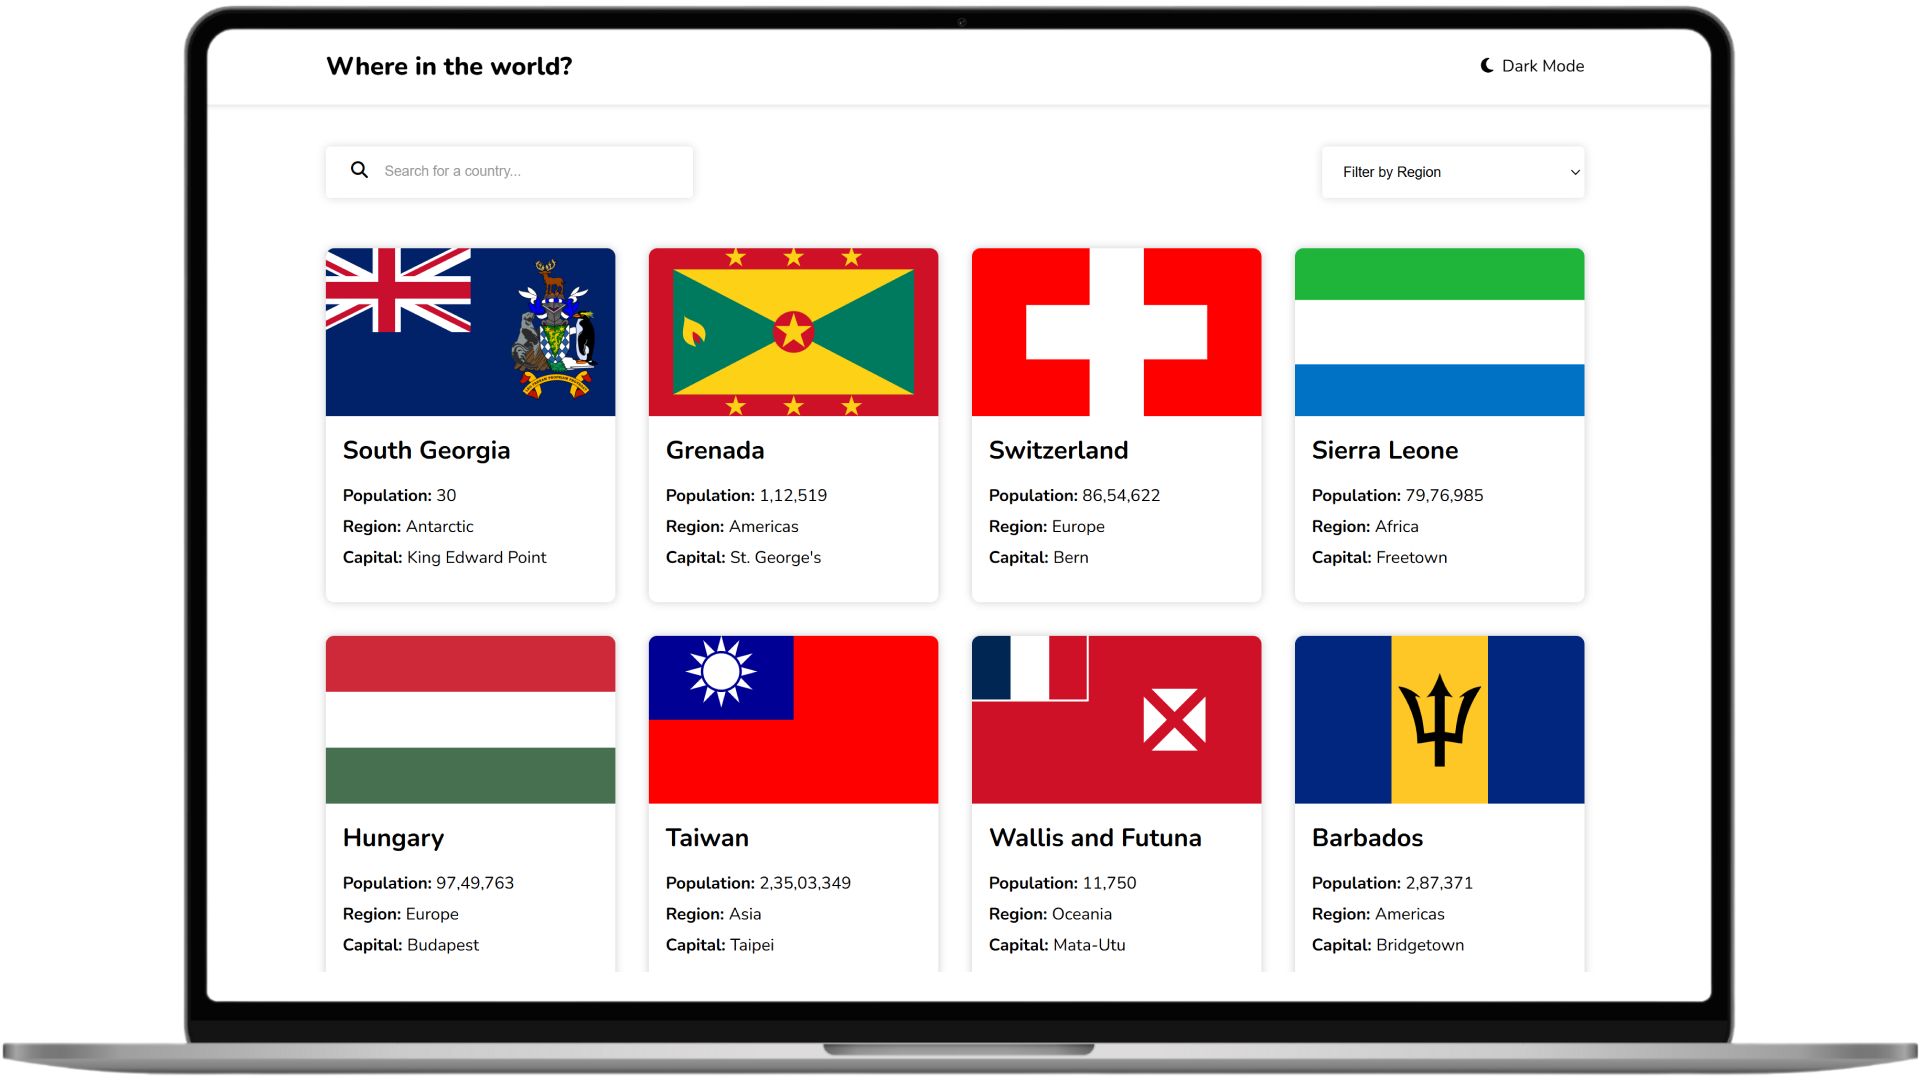 Where in the world?
Dark Mode
Search for a country...
Filter by Region
South Georgia
Population: 30
Region: Antarctic
Capital: King Edward Point
Grenada
Population: 1,12,519
Region: Americas
Capital: St. George's
Switzerland
Population: 86,54,622
Region: Europe
Capital: Bern
Sierra Leone
Population: 79,76,985
Region: Africa
Capital: Freetown
Hungary
Population: 97,49,763
Region: Europe
Capital: Budapest
Taiwan
Population: 2,35,03,349
Region: Asia
Capital: Taipei
Wallis and Futuna
Population: 11,750
Region: Oceania
Capital: Mata-Utu
Barbados
Population: 2,87,371
Region: Americas
Capital: Bridgetown